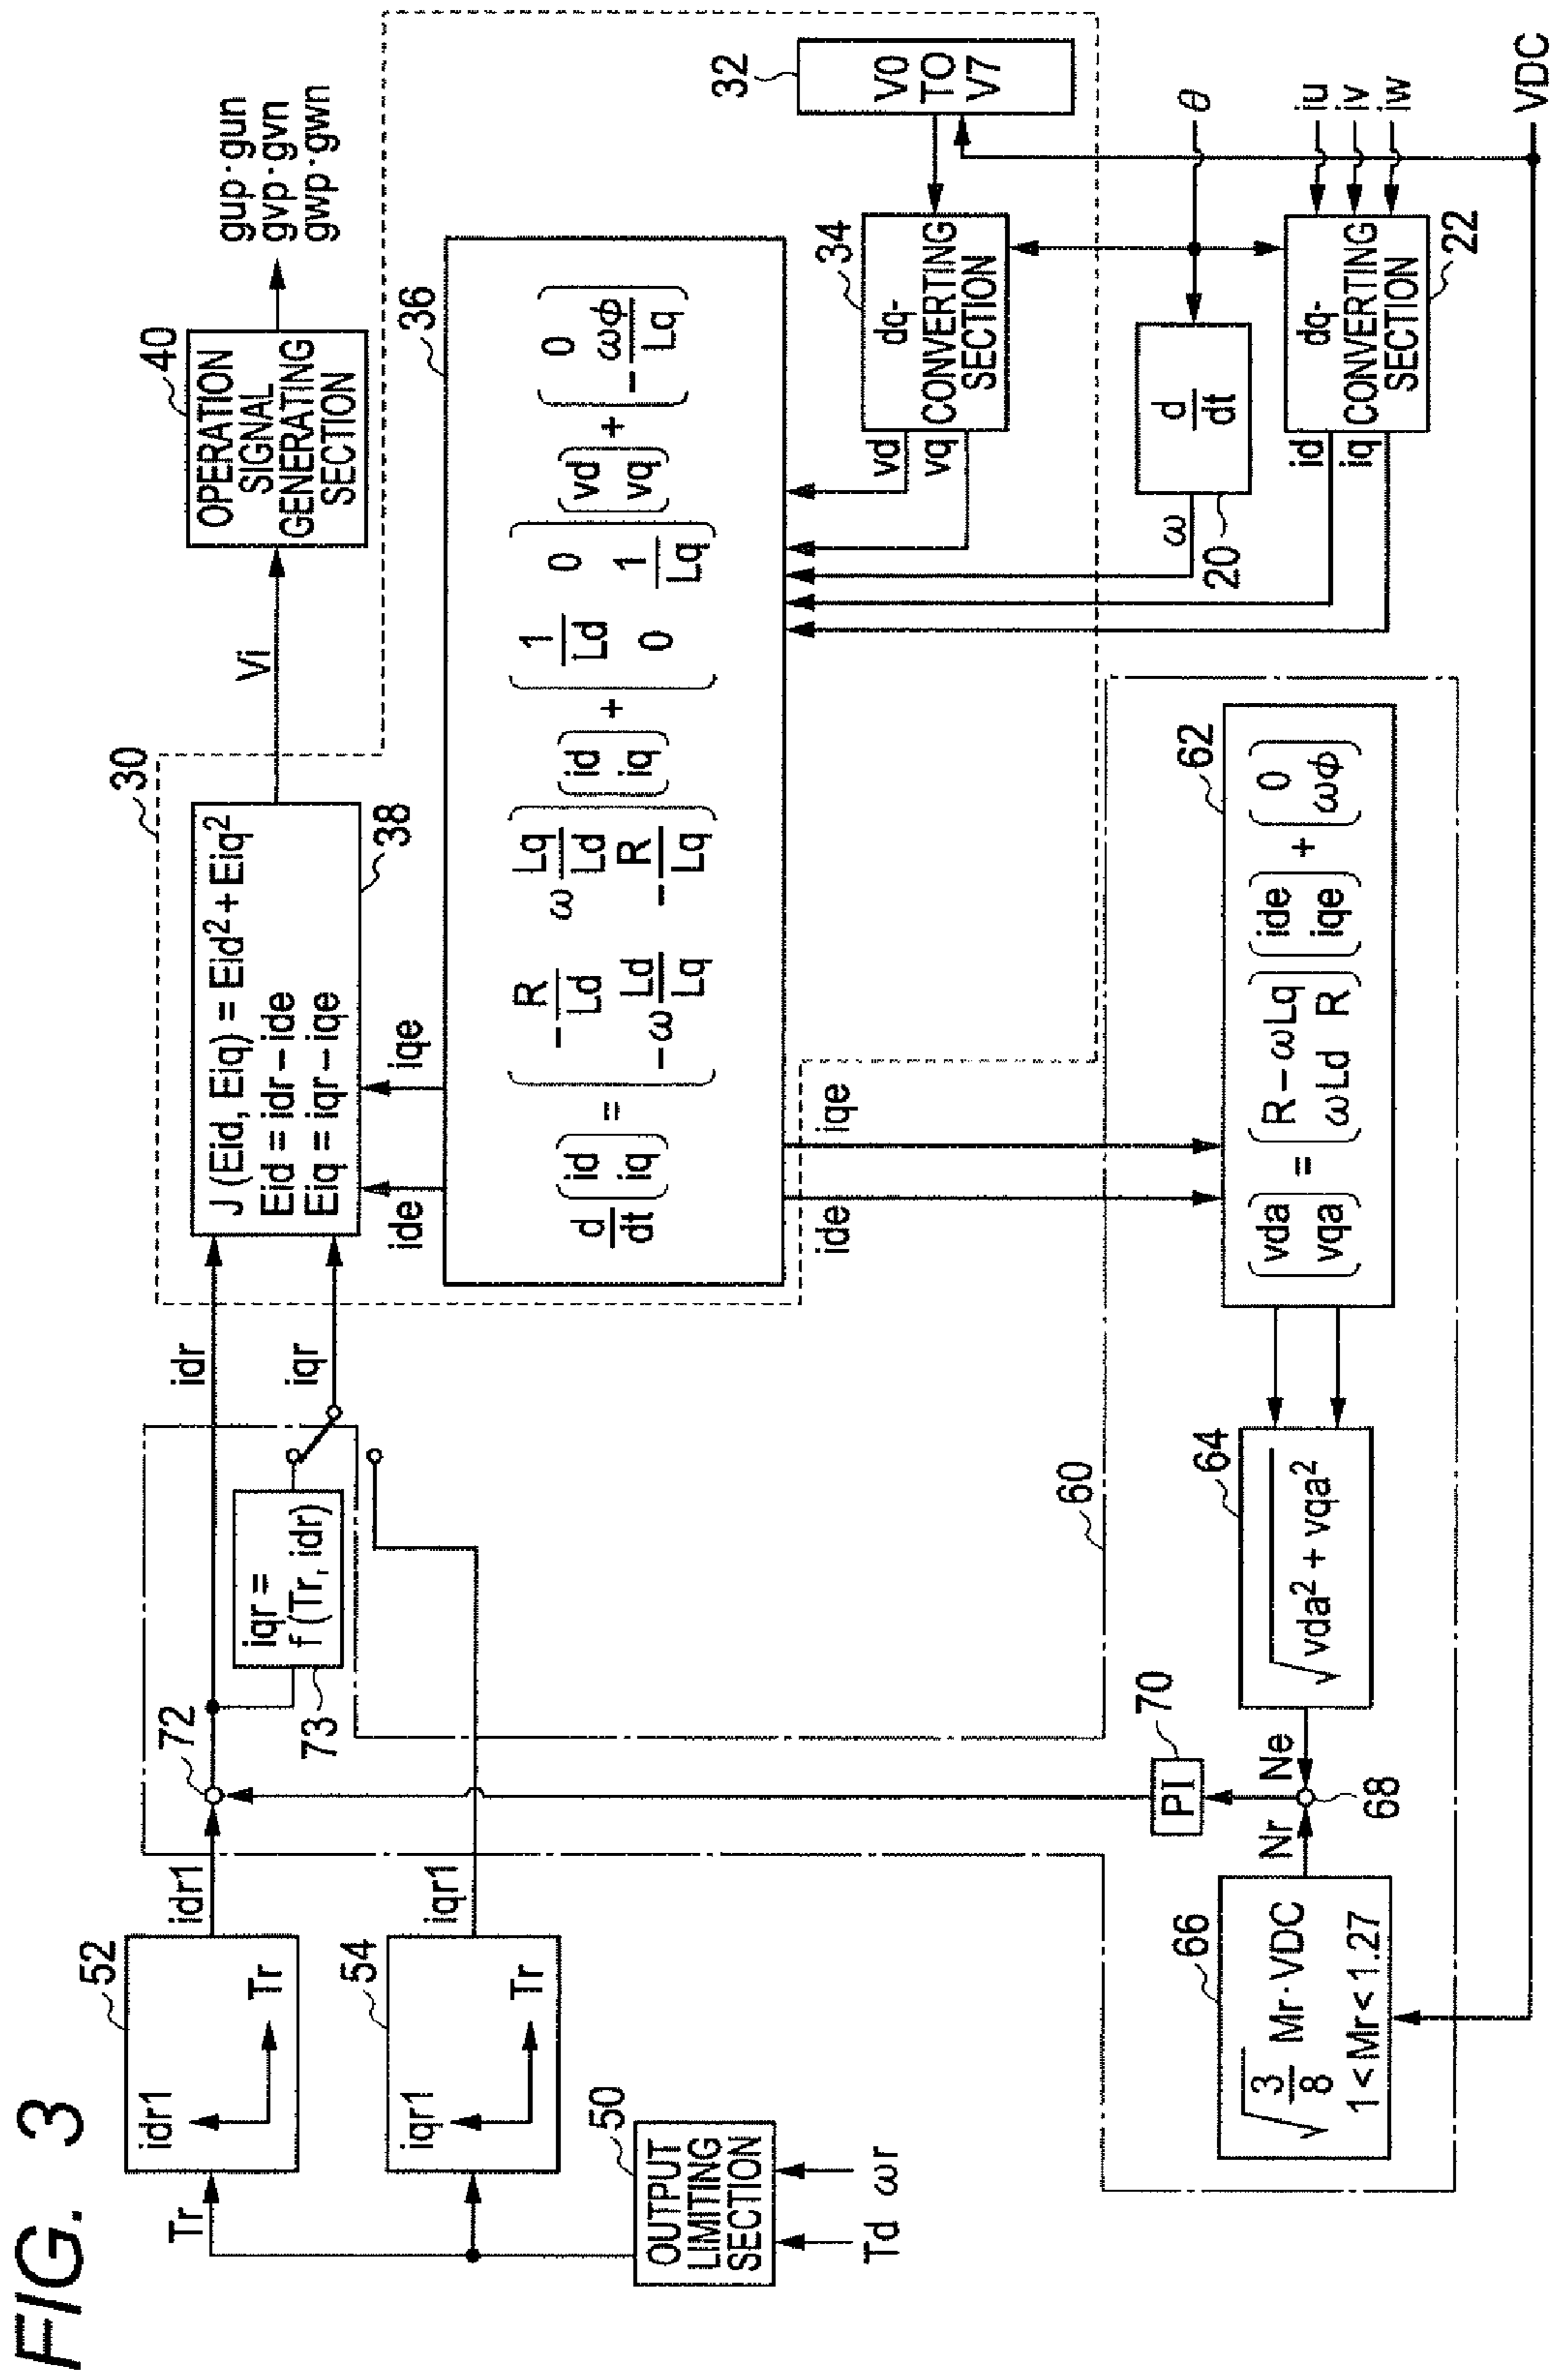 FIG. 3
52
idr1
Tr
Tr
idr1
54
iqr1
Tr
iqr1
50
OUTPUT
LIMITING
SECTION
Td ωr
72
73
iqr =
f (Tr, idr)
idr
iqr
30
J (Eid, Eiq) = Eid² + Eiq²
Eid = idr − ide
Eiq = iqr − iqe
38
Vi
40
OPERATION
SIGNAL
GENERATING
SECTION
gup·gun
gvp·gvn
gwp·gwn
ide
iqe
36
d/dt (id iq) = (−R/Ld ω Lq/Ld −ω Ld/Lq −R/Lq) (id iq) + (1/Ld 0 0 1/Lq) (vd vq) + (0 −ωφ/Lq)
32
V0
TO
V7
34
dq-
CONVERTING
SECTION
vd
vq
θ
d/dt
20
ω
iu
iv
iw
dq-
CONVERTING
SECTION
22
id
iq
VDC
ide
iqe
60
62
(vda vqa) = (R −ωLq ωLd R) (ide iqe) + (0 ωφ)
64
√vda² + vqa²
Ne
68
Nr
70
PI
66
√3/8 Mr·VDC
1 < Mr < 1.27